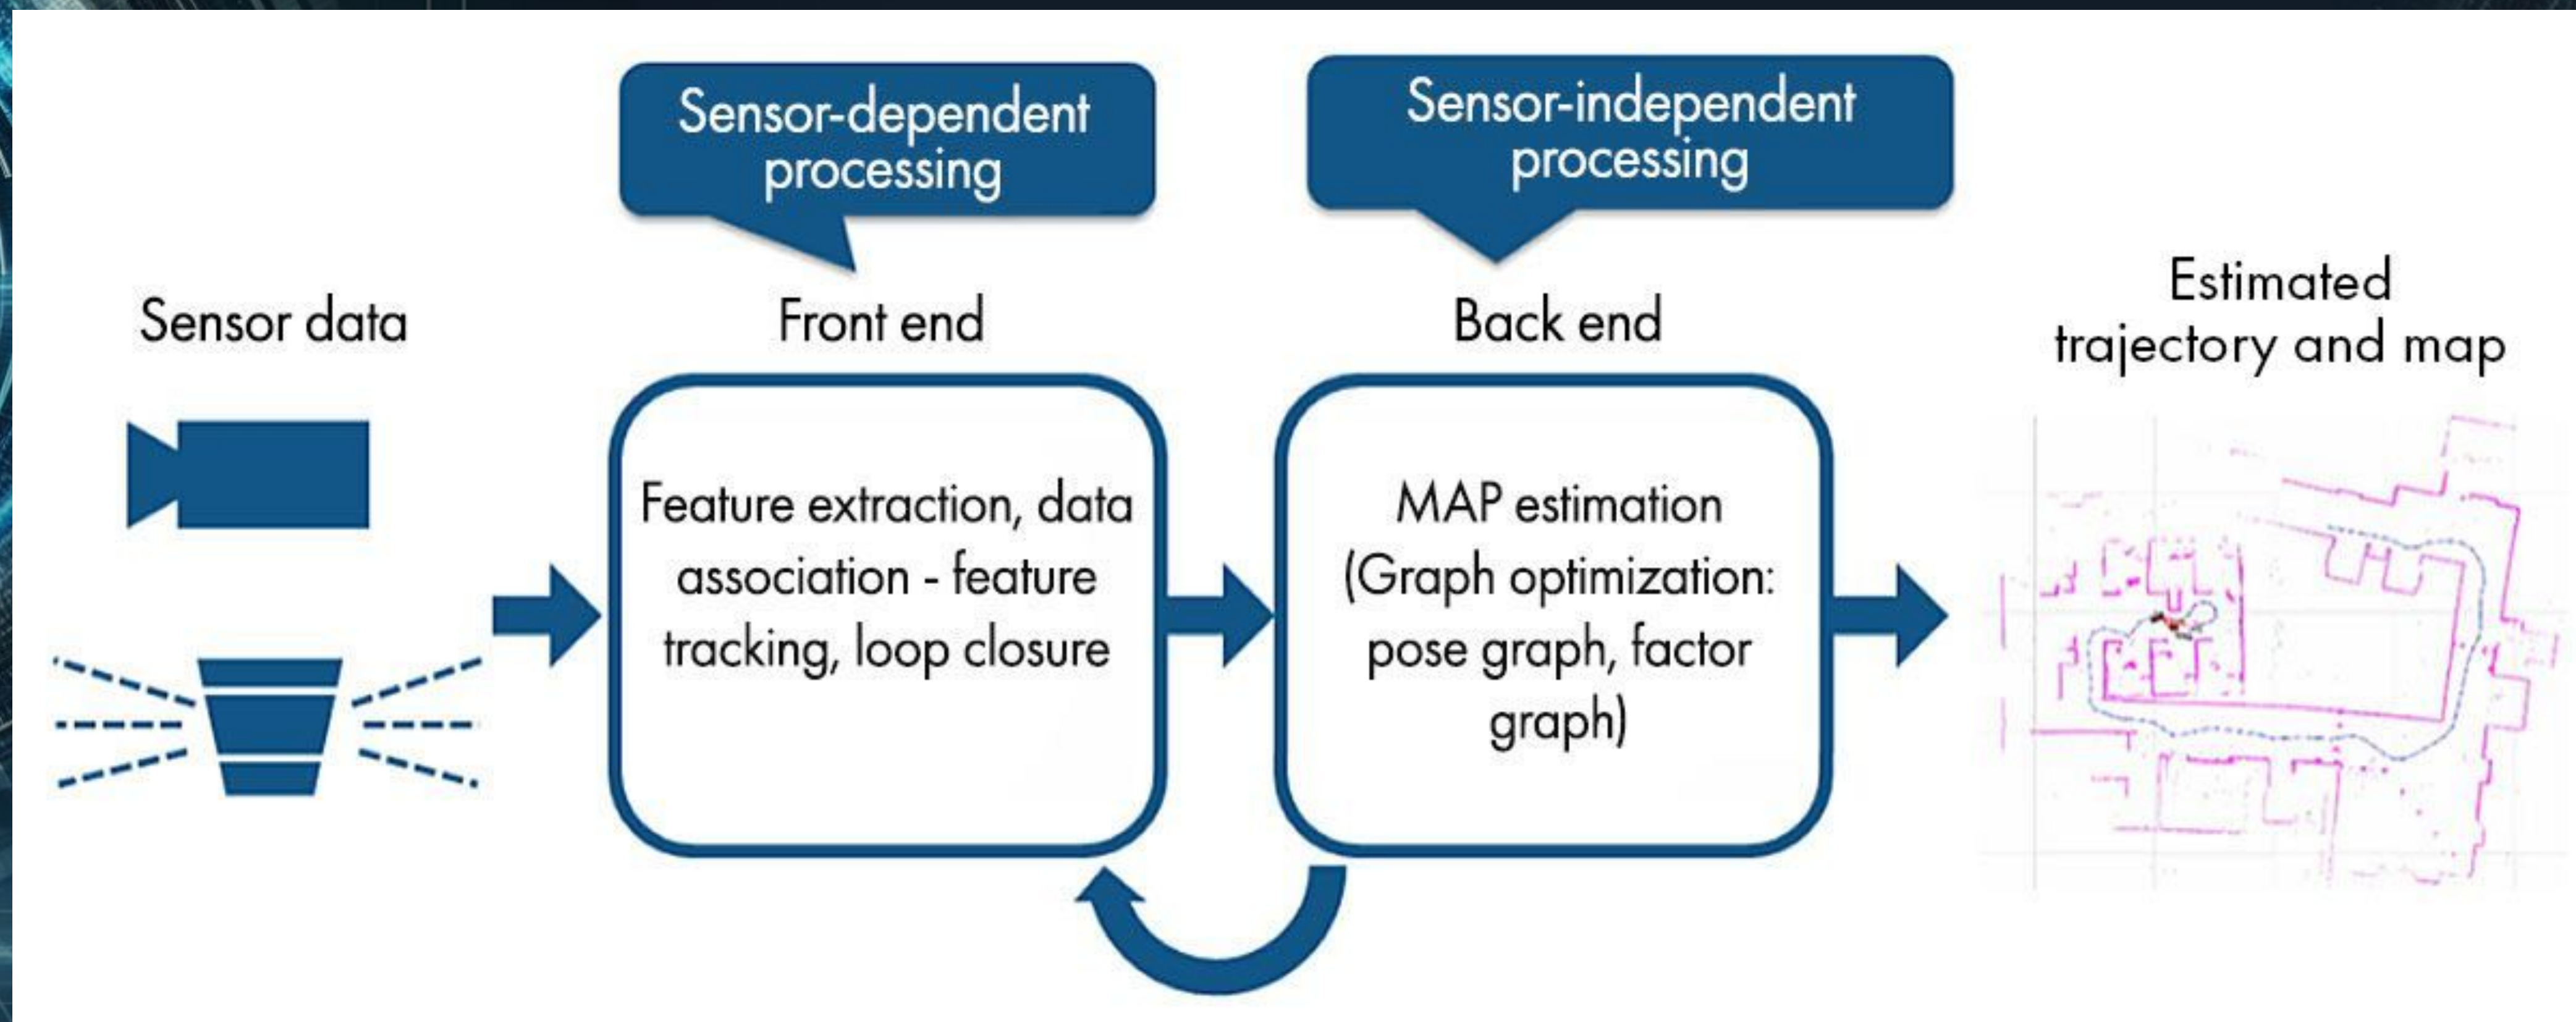 Sensor-dependent
processing
Sensor-independent
processing
Sensor data
Front end
Back end
Estimated
trajectory and map
Feature extraction, data
association - feature
tracking, loop closure
MAP estimation
(Graph optimization:
pose graph, factor
graph)